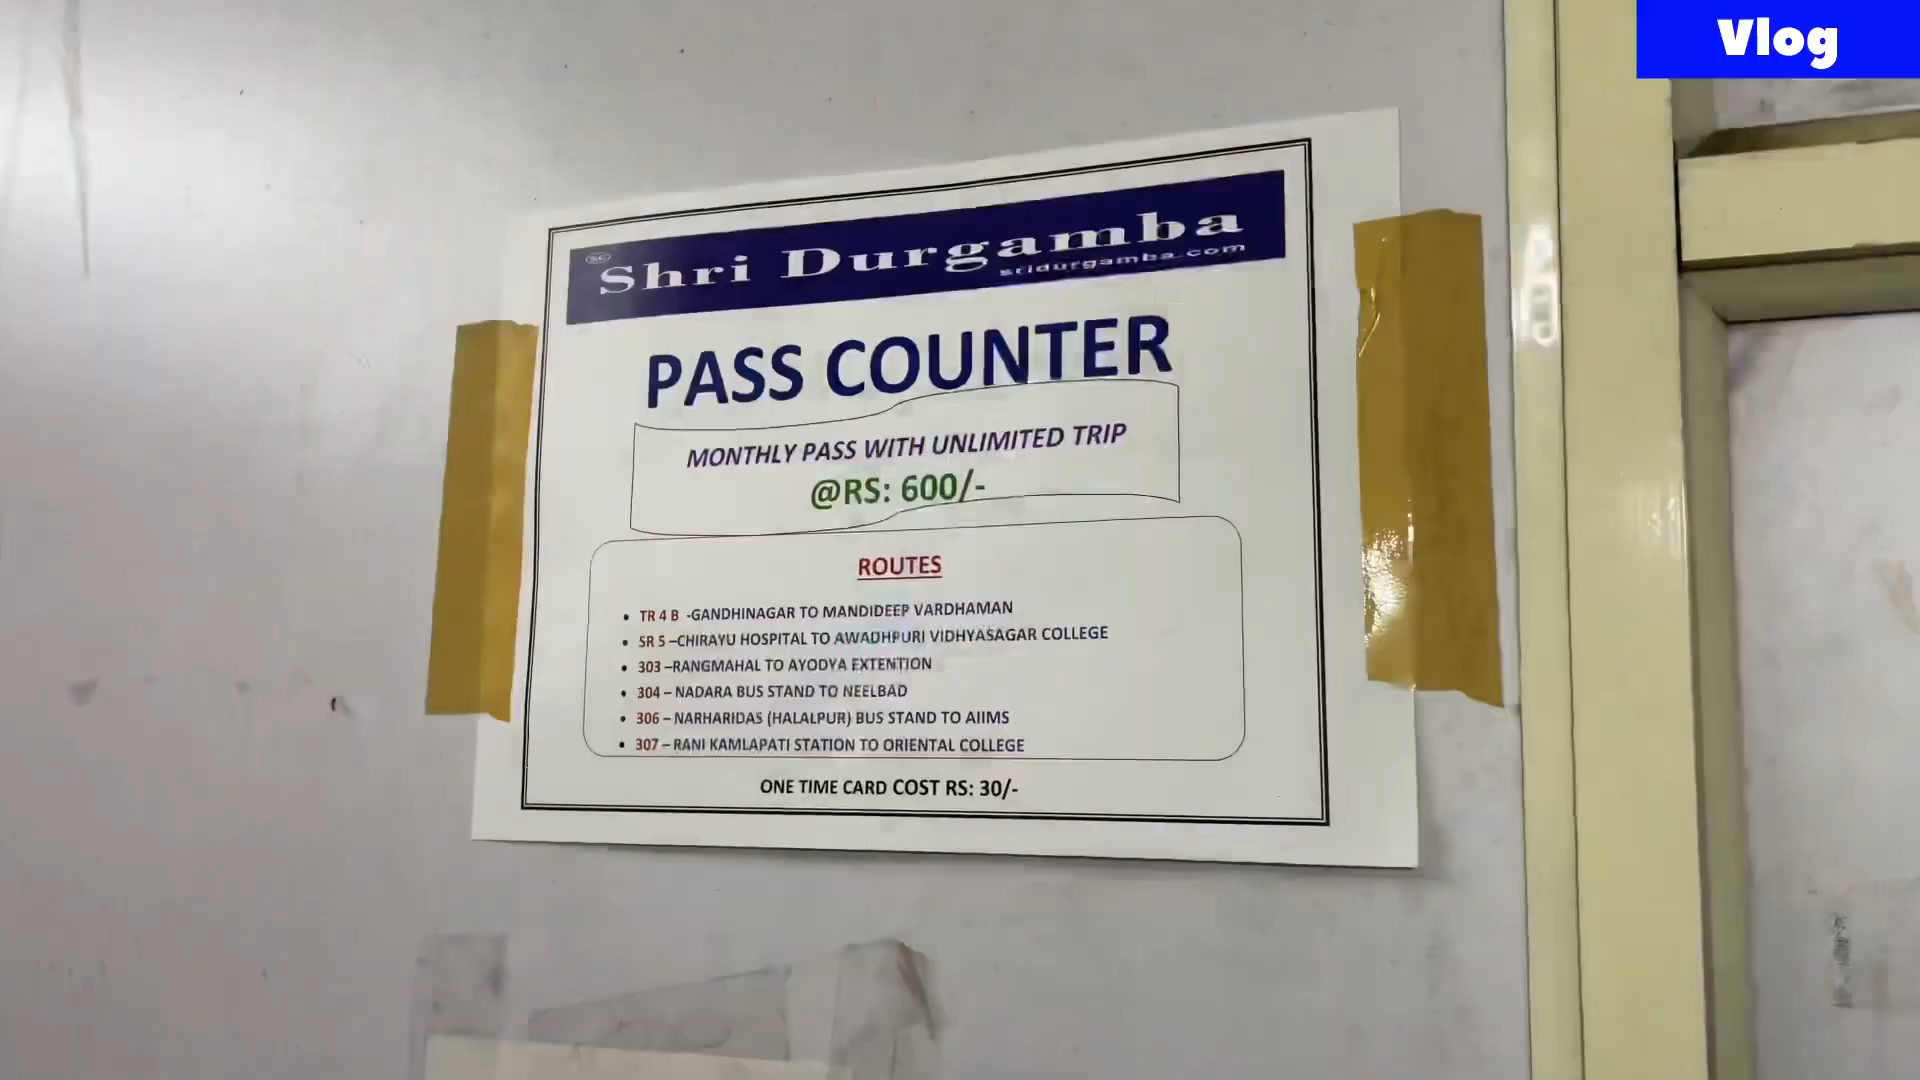 Vlog
SC Shri Durgamba
sridurgamba.com
PASS COUNTER
MONTHLY PASS WITH UNLIMITED TRIP
@RS: 600/-
ROUTES
• TR 4 B -GANDHINAGAR TO MANDIDEEP VARDHAMAN
• SR 5 –CHIRAYU HOSPITAL TO AWADHPURI VIDHYASAGAR COLLEGE
• 303 –RANGMAHAL TO AYODYA EXTENTION
• 304 – NADARA BUS STAND TO NEELBAD
• 306 – NARHARIDAS (HALALPUR) BUS STAND TO AIIMS
• 307 – RANI KAMLAPATI STATION TO ORIENTAL COLLEGE
ONE TIME CARD COST RS: 30/-